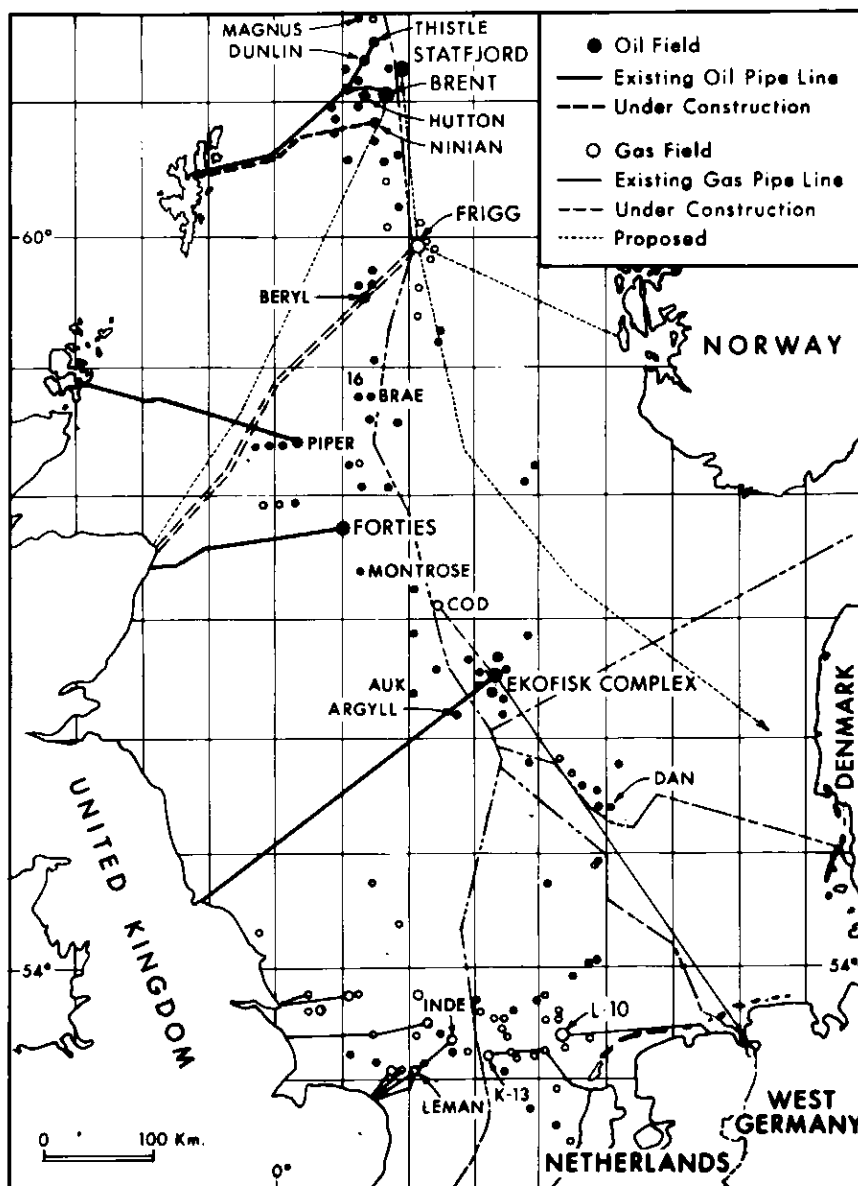 MAGNUS
THISTLE
DUNLIN
STATFJORD
BRENT
HUTTON
NINIAN
Oil Field
Existing Oil Pipe Line
Under Construction
Gas Field
Existing Gas Pipe Line
Under Construction
Proposed
60°
FRIGG
BERYL
NORWAY
16
BRAE
PIPER
FORTIES
MONTROSE
COD
AUK
ARGYLL
EKOFISK COMPLEX
DENMARK
DAN
UNITED KINGDOM
54°
54°
INDE
L-10
K-13
LEMAN
WEST
GERMANY
NETHERLANDS
0 100 Km.
0°